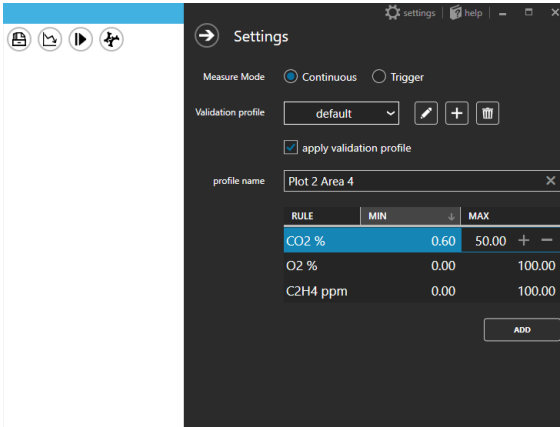 settings | help
Settings
Measure Mode Continuous Trigger
Validation profile default
apply validation profile
profile name Plot 2 Area 4
RULE MIN MAX
CO2 % 0.60 50.00
O2 % 0.00 100.00
C2H4 ppm 0.00 100.00
ADD